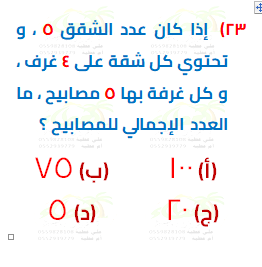 ٢٣) إذا كان عدد الشقق ٥ ، و
تحتوي كل شقة على ٤ غرف ،
و كل غرفة بها ٥ مصابيح ، ما
العدد الإجمالي للمصابيح ؟
(أ) ١٠٠ (ب) ٧٥
(ج) ٢٠ (د) ٥٠